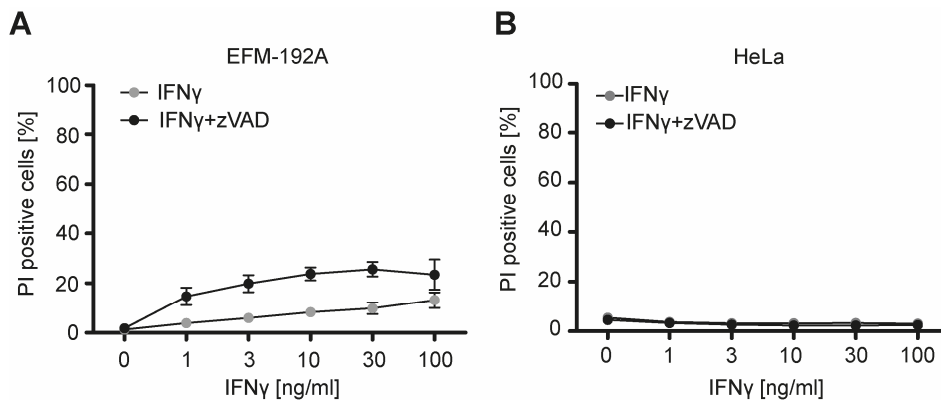 A
EFM-192A
IFNγ
IFNγ+zVAD
PI positive cells [%]
100
80
60
40
20
0
0 1 3 10 30 100
IFNγ [ng/ml]
B
HeLa
IFNγ
IFNγ+zVAD
PI positive cells [%]
100
80
60
40
20
0
0 1 3 10 30 100
IFNγ [ng/ml]